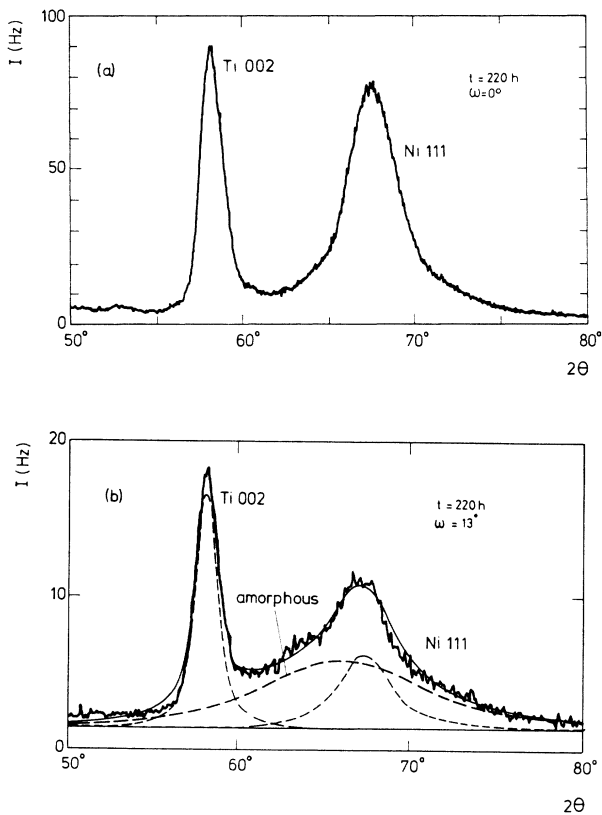 100
I (Hz)
(a)
Ti 002
t = 220 h
ω=0°
50
Ni 111
0
50°
60°
70°
80°
2θ
20
I (Hz)
(b)
Ti 002
t = 220 h
ω = 13°
10
amorphous
Ni 111
0
50°
60°
70°
80°
2θ